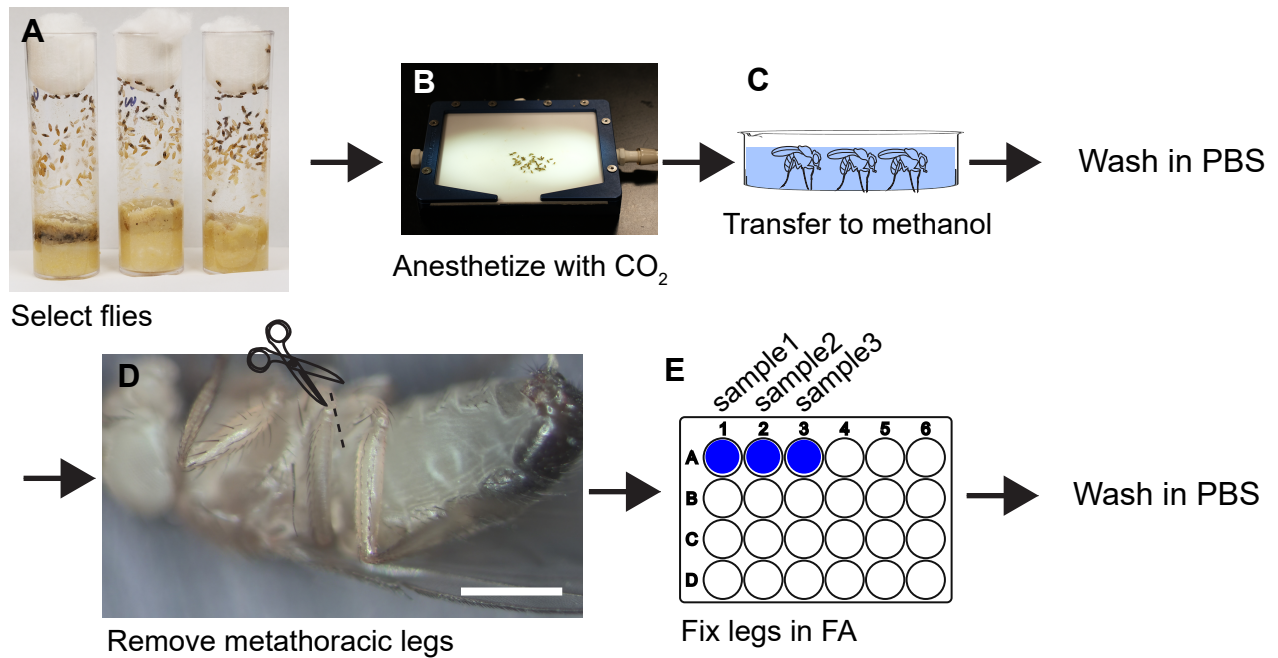 A
B
C
Wash in PBS
Transfer to methanol
Anesthetize with CO₂
Select flies
D
E
sample1
sample2
sample3
1 2 3 4 5 6
A
B
C
D
Wash in PBS
Fix legs in FA
Remove metathoracic legs